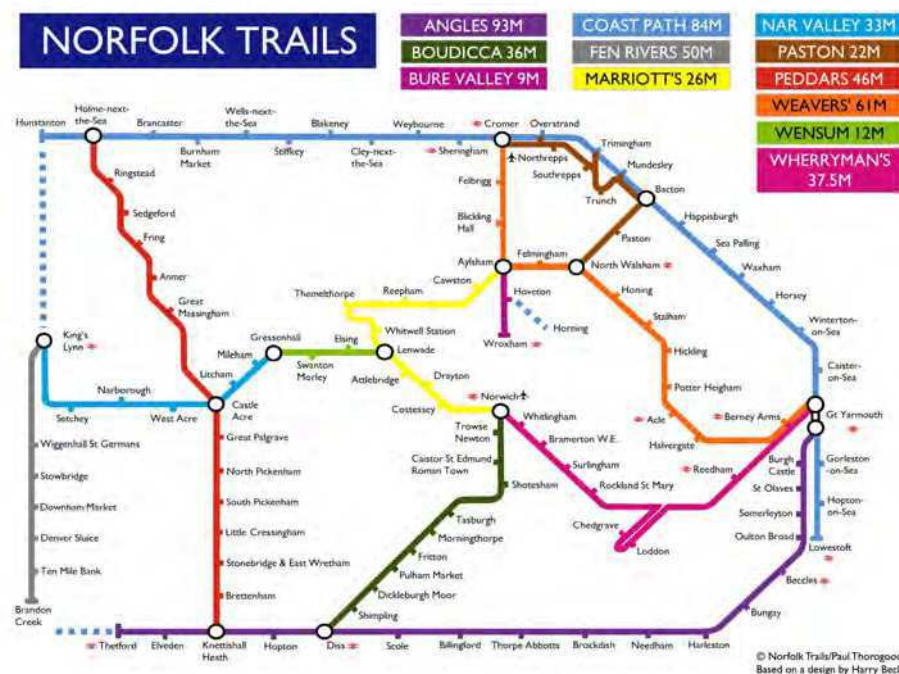 NORFOLK TRAILS
ANGLES 93M
BOUDICCA 36M
BURE VALLEY 9M
COAST PATH 84M
FEN RIVERS 50M
MARRIOTT'S 26M
NAR VALLEY 33M
PASTON 22M
PEDDARS 46M
WEAVERS' 61M
WENSUM 12M
WHERRYMAN'S
37.5M
Hunstanton
Holme-next-
the-Sea
Brancaster
Burnham
Market
Wells-next-
the-Sea
Stiffkey
Blakeney
Cley-next-
the-Sea
Weybourne
Sheringham
Cromer
Overstrand
Northrepps
Southrepps
Trimingham
Mundesley
Trunch
Bacton
Paston
Happisburgh
Sea Palling
Waxham
Horsey
Winterton-
on-Sea
Caister-
on-Sea
Gt Yarmouth
Gorleston-
on-Sea
Hopton-
on-Sea
Lowestoft
Ringstead
Sedgeford
Fring
Anmer
Great
Massingham
Felbrigg
Blickling
Hall
Aylsham
Felmingham
North Walsham
Honing
Stalham
Hickling
Potter Heigham
Acle
Halvergate
Berney Arms
Cawston
Reepham
Themelthorpe
Whitwell Station
Lenwade
Attlebridge
Drayton
Costessey
Norwich
Hoveton
Horning
Wroxham
King's
Lynn
Setchey
Narborough
West Acre
Castle
Acre
Litcham
Mileham
Gressenhall
Swanton
Morley
Elsing
Wiggenhall St Germans
Stowbridge
Downham Market
Denver Sluice
Ten Mile Bank
Brandon
Creek
Great Palgrave
North Pickenham
South Pickenham
Little Cressingham
Stonebridge & East Wretham
Brettenham
Trowse
Newton
Caistor St Edmund
Roman Town
Shotesham
Tasburgh
Morningthorpe
Fritton
Pulham Market
Dickleburgh Moor
Shimpling
Whitlingham
Bramerton W.E.
Surlingham
Rockland St Mary
Chedgrave
Loddon
Reedham
Burgh
Castle
St Olaves
Somerleyton
Oulton Broad
Beccles
Bungay
Thetford
Elveden
Knettishall
Heath
Hopton
Diss
Scole
Billingford
Thorpe Abbotts
Brockdish
Needham
Harleston
© Norfolk Trails/Paul Thorogood
Based on a design by Harry Beck